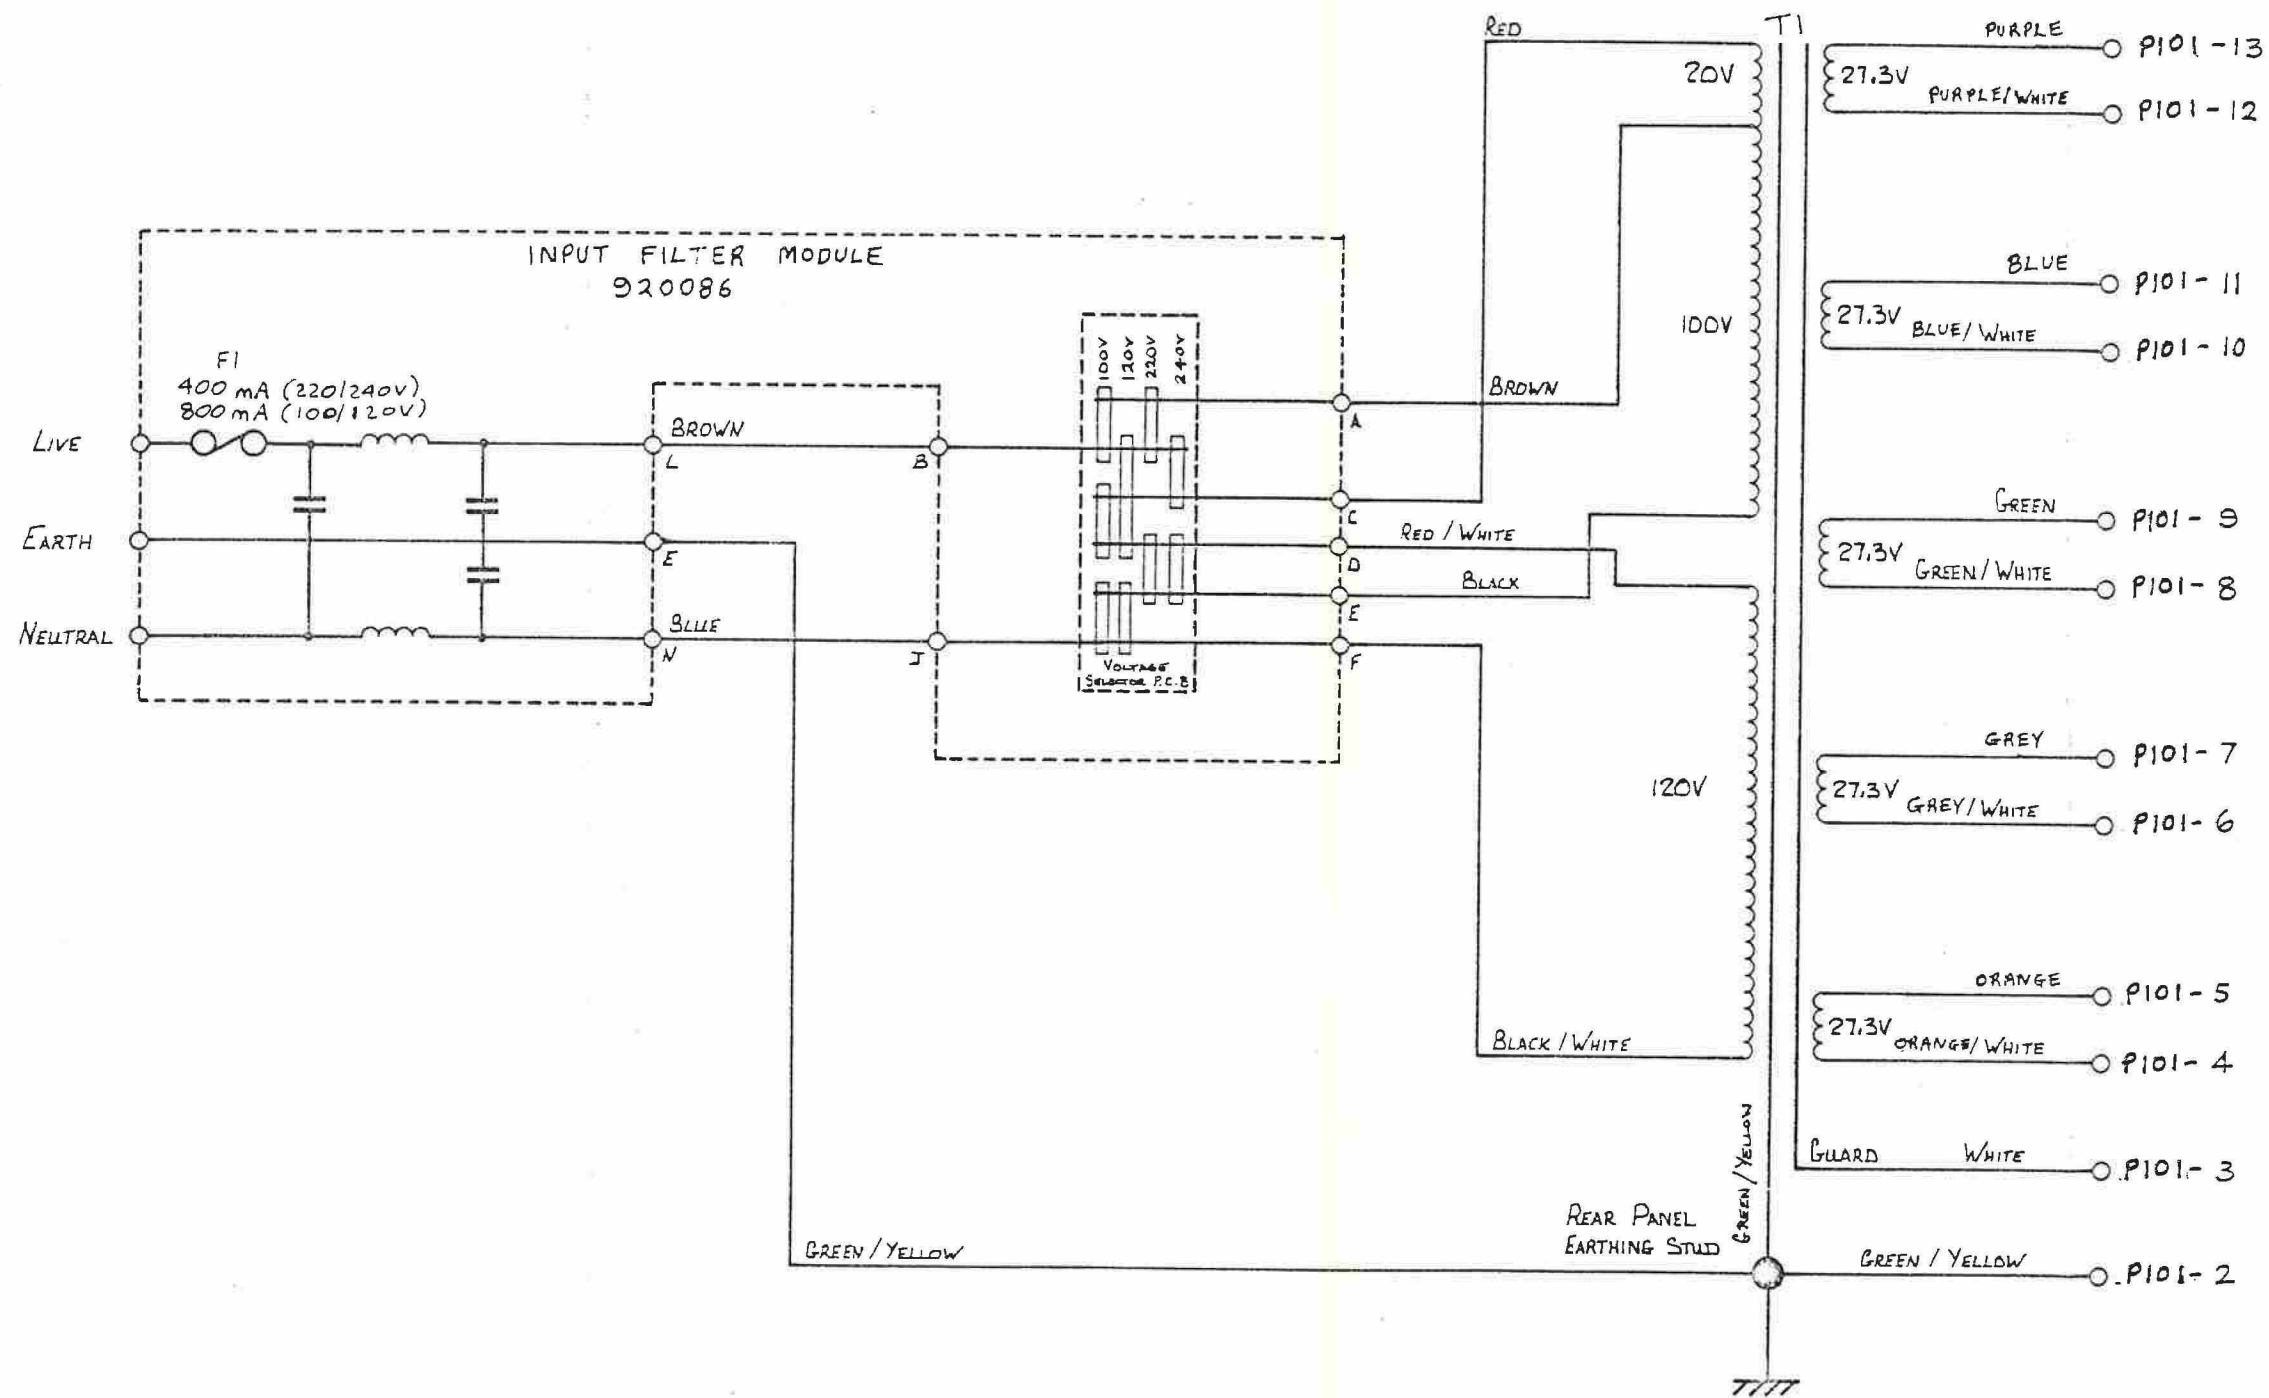 RED
T1
PURPLE
P101-13
20V
27.3V
PURPLE/WHITE
P101-12
INPUT FILTER MODULE
920086
BLUE
P101-11
100V
27.3V
BLUE/WHITE
P101-10
100V
120V
220V
240V
F1
400 mA (220/240V)
800 mA (100/120V)
BROWN
A
LIVE
BROWN
L
B
C
GREEN
P101-9
RED/WHITE
27.3V
GREEN/WHITE
P101-8
EARTH
E
D
BLACK
E
NEUTRAL
BLUE
N
J
F
VOLTAGE
SELECTOR P.C.B
GREY
P101-7
120V
27.3V
GREY/WHITE
P101-6
ORANGE
P101-5
27.3V
ORANGE/WHITE
P101-4
BLACK/WHITE
GREEN/YELLOW
GUARD
WHITE
P101-3
REAR PANEL
EARTHING STUD
GREEN/YELLOW
GREEN/YELLOW
P101-2